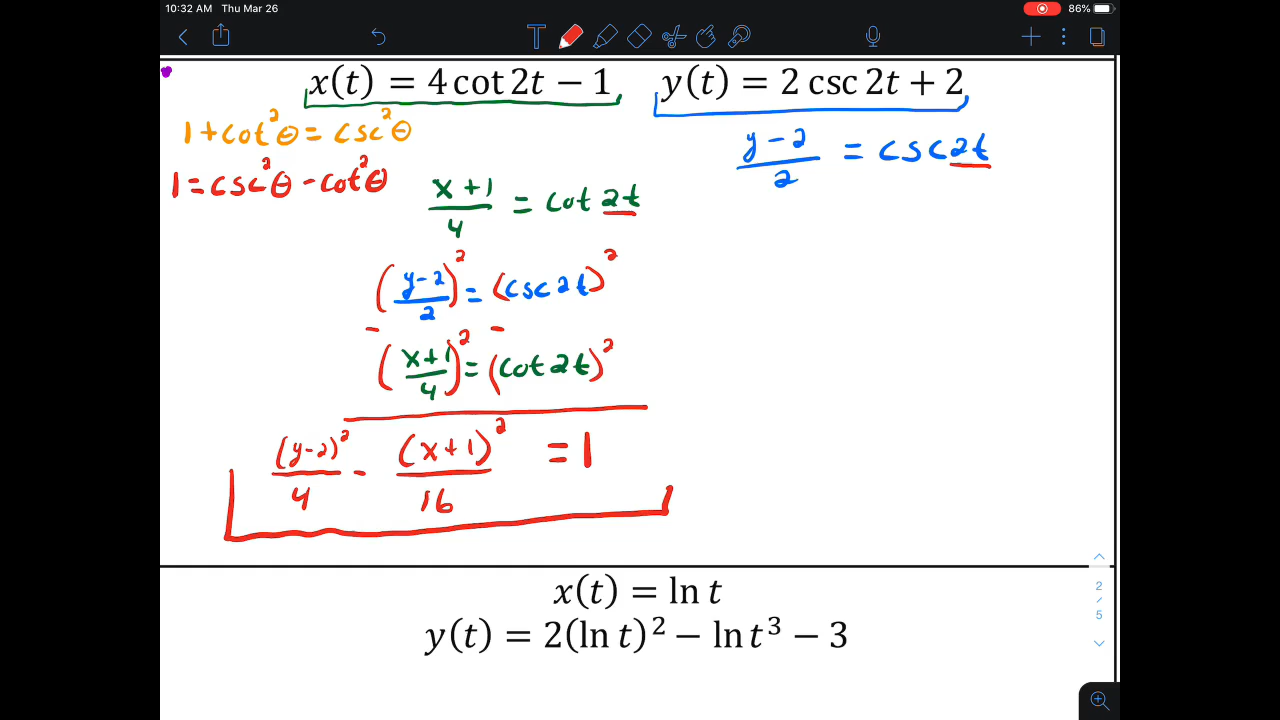 10:32 AM Thu Mar 26
86%
x(t) = 4 cot 2t − 1 y(t) = 2 csc 2t + 2
1 + cot²θ = csc²θ
1 = csc²θ - cot²θ
(y-2)/2 = csc 2t
(x+1)/4 = cot 2t
((y-2)/2)² = (csc 2t)²
- -
((x+1)/4)² = (cot 2t)²
(y-2)²/4 - (x+1)²/16 = 1
x(t) = ln t
y(t) = 2(ln t)² − ln t³ − 3
2
/
5